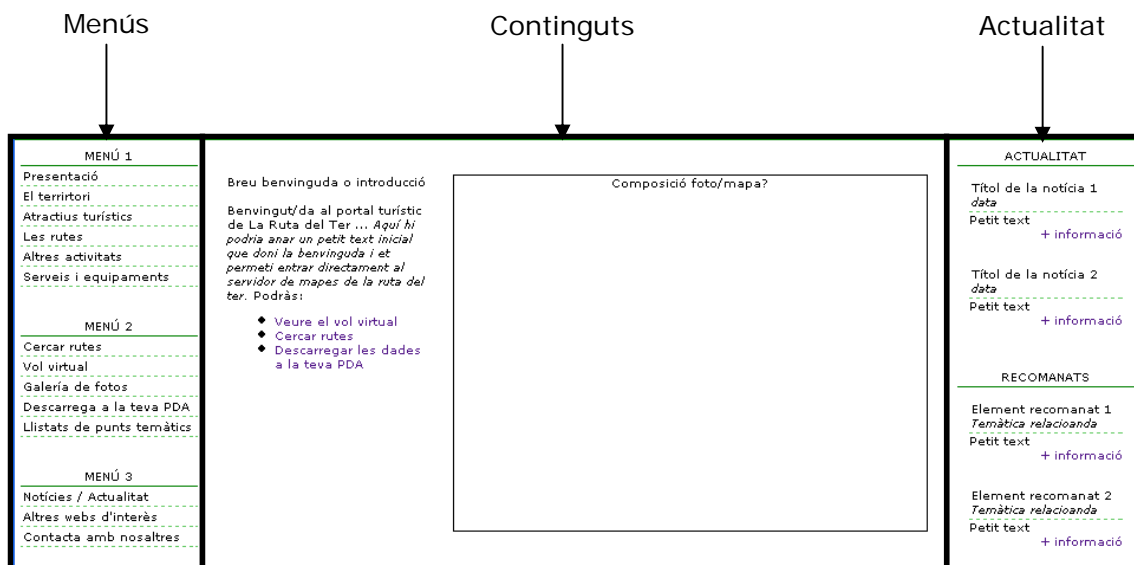 Menús
Continguts
Actualitat
MENÚ 1
Presentació
El terrirtori
Atractius turístics
Les rutes
Altres activitats
Serveis i equipaments
MENÚ 2
Cercar rutes
Vol virtual
Galería de fotos
Descarrega a la teva PDA
Llistats de punts temàtics
MENÚ 3
Notícies / Actualitat
Altres webs d'interès
Contacta amb nosaltres
Breu benvinguda o introducció
Benvingut/da al portal turístic
de La Ruta del Ter ... Aquí hi
podria anar un petit text inicial
que doni la benvinguda i et
permeti entrar directament al
servidor de mapes de la ruta del
ter. Podràs:
Veure el vol virtual
Cercar rutes
Descarregar les dades
a la teva PDA
Composició foto/mapa?
ACTUALITAT
Títol de la notícia 1
data
Petit text
+ informació
Títol de la notícia 2
data
Petit text
+ informació
RECOMANATS
Element recomanat 1
Temàtica relacioanda
Petit text
+ informació
Element recomanat 2
Temàtica relacioanda
Petit text
+ informació